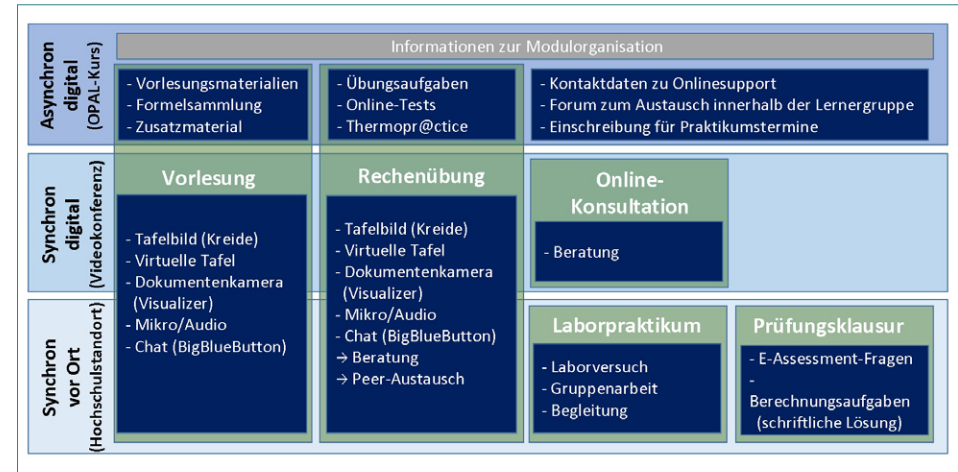 Asynchron
digital
(OPAL-Kurs)
Informationen zur Modulorganisation
- Vorlesungsmaterialien
- Formelsammlung
- Zusatzmaterial
- Übungsaufgaben
- Online-Tests
- Thermopr@ctice
- Kontaktdaten zu Onlinesupport
- Forum zum Austausch innerhalb der Lernergruppe
- Einschreibung für Praktikumstermine
Synchron
digital
(Videokonferenz)
Vorlesung
- Tafelbild (Kreide)
- Virtuelle Tafel
- Dokumentenkamera
(Visualizer)
- Mikro/Audio
- Chat (BigBlueButton)
Rechenübung
- Tafelbild (Kreide)
- Virtuelle Tafel
- Dokumentenkamera
(Visualizer)
- Mikro/Audio
- Chat (BigBlueButton)
→ Beratung
→ Peer-Austausch
Online-
Konsultation
- Beratung
Synchron
vor Ort
(Hochschulstandort)
Laborpraktikum
- Laborversuch
- Gruppenarbeit
- Begleitung
Prüfungsklausur
- E-Assessment-Fragen
-
Berechnungsaufgaben
(schriftliche Lösung)